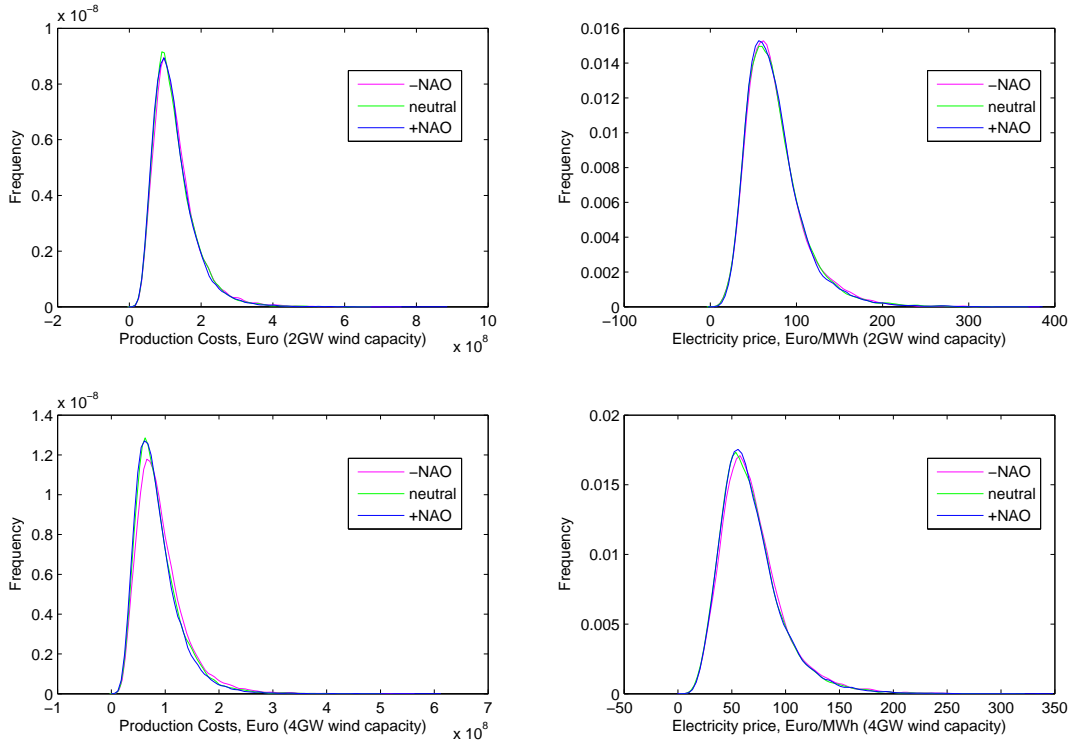 x 10⁻⁸
1
0.8
0.6
0.4
0.2
0
−2 0 2 4 6 8 10
x 10⁸
Frequency
Production Costs, Euro (2GW wind capacity)
−NAO
neutral
+NAO
0.016
0.014
0.012
0.01
0.008
0.006
0.004
0.002
0
−100 0 100 200 300 400
Frequency
Electricity price, Euro/MWh (2GW wind capacity)
−NAO
neutral
+NAO
x 10⁻⁸
1.4
1.2
1
0.8
0.6
0.4
0.2
0
−1 0 1 2 3 4 5 6 7
x 10⁸
Frequency
Production Costs, Euro (4GW wind capacity)
−NAO
neutral
+NAO
0.02
0.015
0.01
0.005
0
−50 0 50 100 150 200 250 300 350
Frequency
Electricity price, Euro/MWh (4GW wind capacity)
−NAO
neutral
+NAO